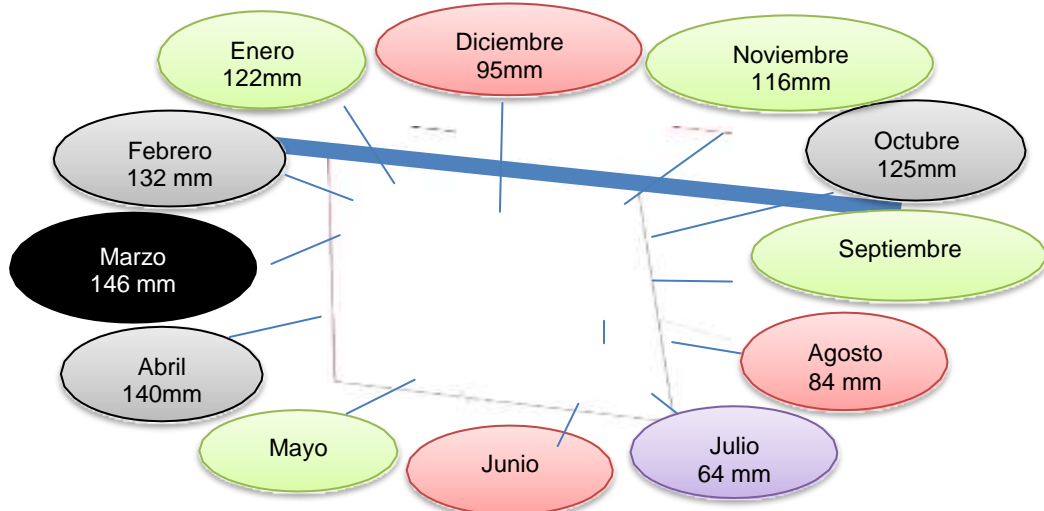 Enero
122mm
Diciembre
95mm
Noviembre
116mm
Febrero
132 mm
Octubre
125mm
Marzo
146 mm
Septiembre
Abril
140mm
Agosto
84 mm
Mayo
Junio
Julio
64 mm